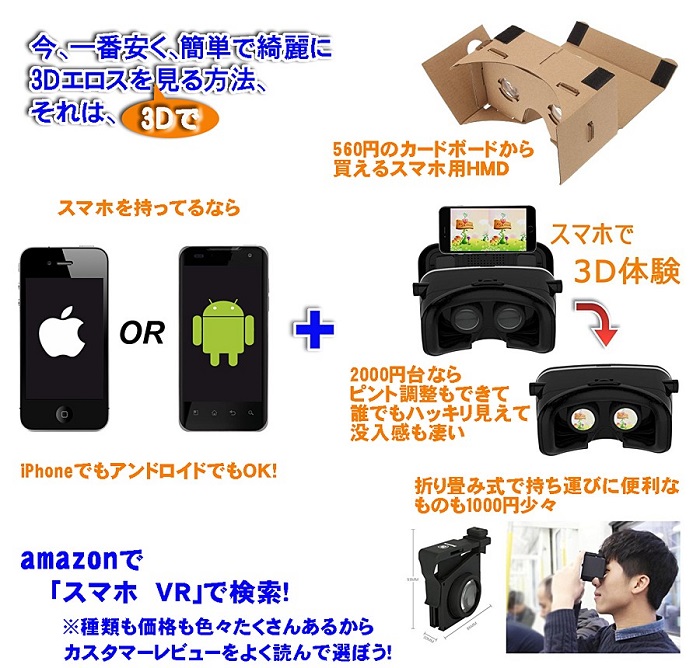 今、一番安く、簡単で綺麗に
3Dエロスを見る方法、
それは、
3Dで
560円のカードボードから
買えるスマホ用HMD
スマホを持ってるなら
スマホで
3D体験
OR
+
2000円台なら
ピント調整もできて
誰でもハッキリ見えて
没入感も凄い
iPhoneでもアンドロイドでもOK!
折り畳み式で持ち運びに便利な
ものも1000円少々
amazonで
「スマホ VR」で検索!
※種類も価格も色々たくさんあるから
カスタマーレビューをよく読んで選ぼう!